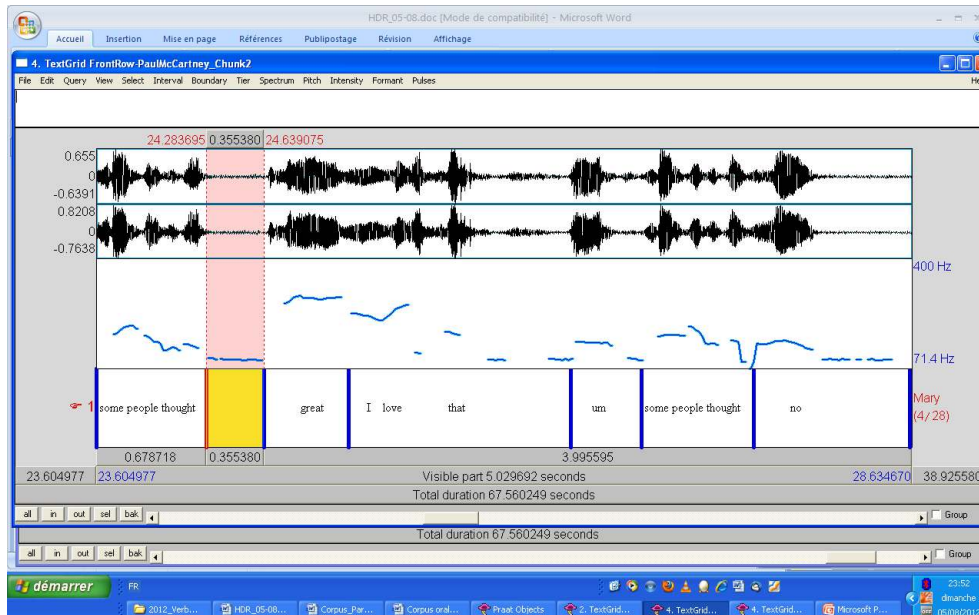 HDR_05-08.doc [Mode de compatibilité] - Microsoft Word
Accueil Insertion Mise en page Références Publipostage Révision Affichage
4. TextGrid FrontRow-PaulMcCartney_Chunk2
File Edit Query View Select Interval Boundary Tier Spectrum Pitch Intensity Formant Pulses He
24.283695 0.355380 24.639075
0.655
0
-0.6391
0.8208
0
-0.7638
400 Hz
71.4 Hz
1 some people thought great I love that um some people thought no Mary
(4/28)
0.678718 0.355380 3.995595
23.604977 23.604977 Visible part 5.029692 seconds 28.634670 38.925580
Total duration 67.560249 seconds
all in out sel bak Group
Total duration 67.560249 seconds
all in out sel bak Group
démarrer FR 23:52
dimanche
2012_Verb... HDR_05-08... Corpus_Par... Corpus oral... Praat Objects 2. TextGrid... 4. TextGrid... 4. TextGrid... Microsoft P...